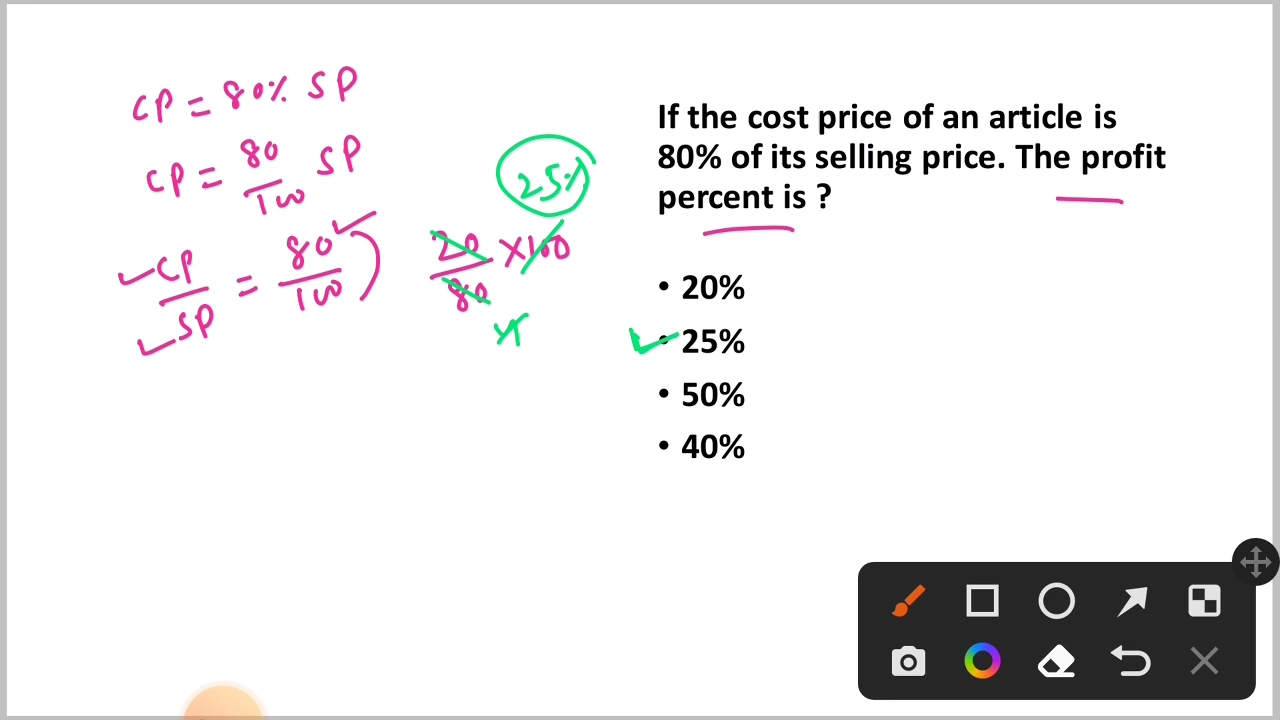 CP = 80% SP
CP = 80/100 SP
CP/SP = 80/100
20/80 × 100
25%
If the cost price of an article is
80% of its selling price. The profit
percent is ?
• 20%
• 25%
• 50%
• 40%